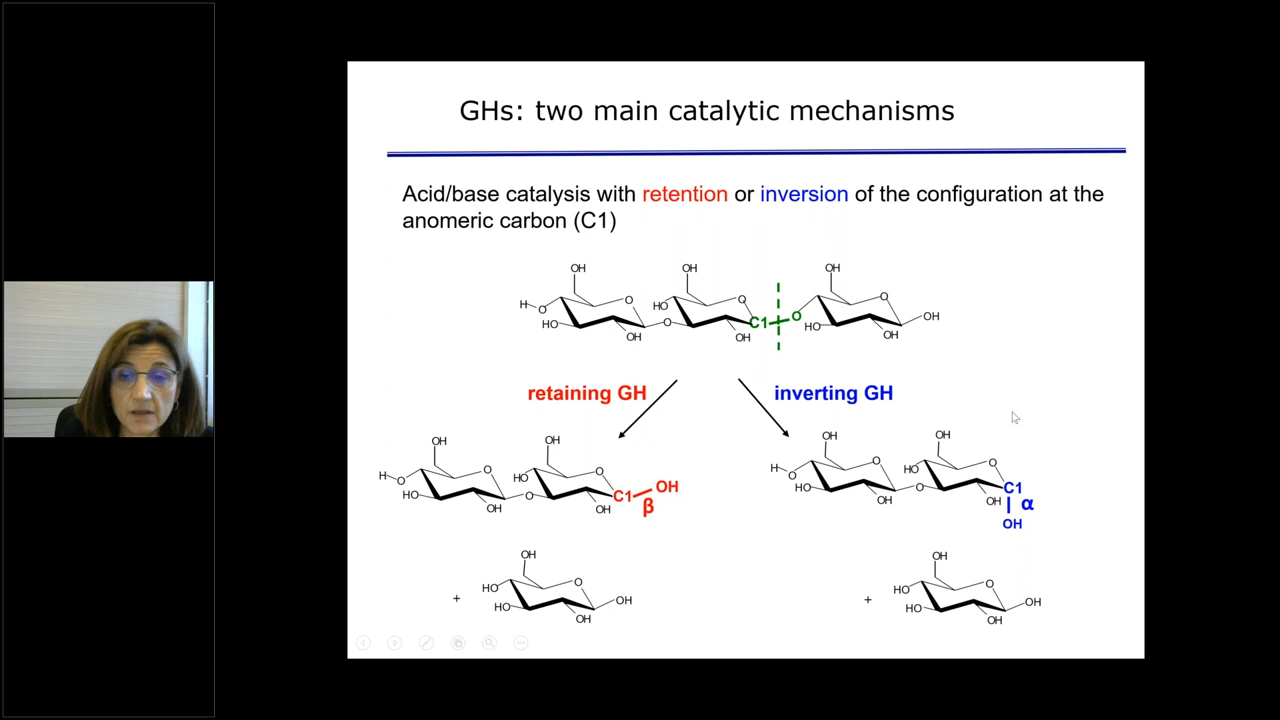 GHs: two main catalytic mechanisms
Acid/base catalysis with retention or inversion of the configuration at the
anomeric carbon (C1)
OH OH OH
H O O HO O O O OH
HO OH O OH C1 HO OH
retaining GH inverting GH
OH OH OH OH
H O O HO O C1 OH H O O HO O C1
HO OH O OH β HO OH O OH α
OH
OH OH
+ HO O OH + HO O OH
HO OH HO OH